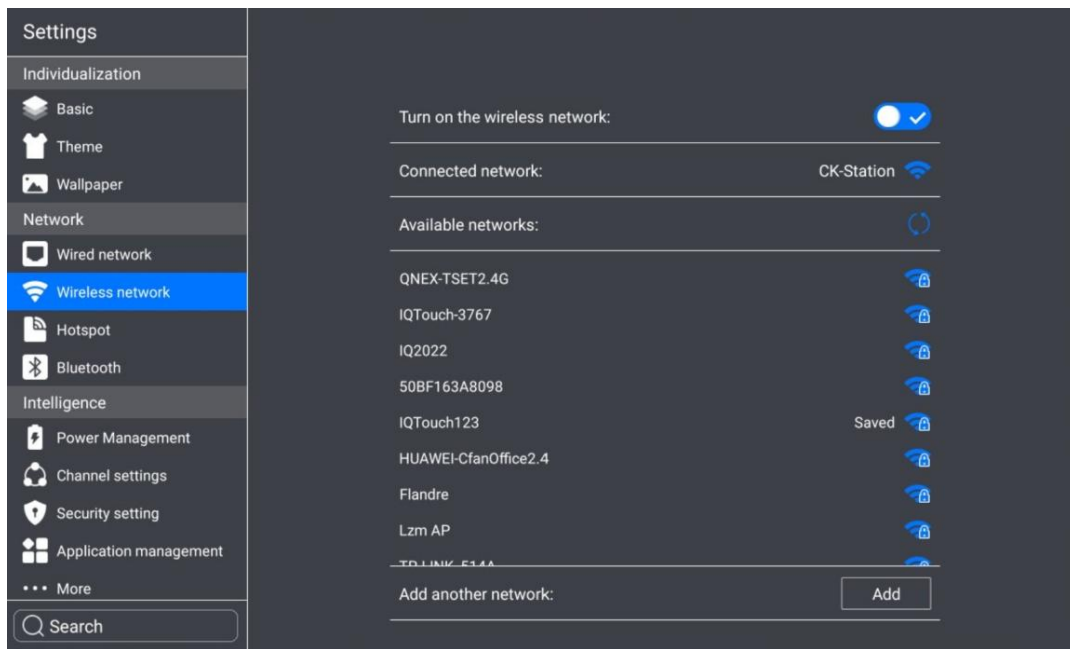 Settings
Individualization
Basic
Theme
Wallpaper
Network
Wired network
Wireless network
Hotspot
Bluetooth
Intelligence
Power Management
Channel settings
Security setting
Application management
More
Search
Turn on the wireless network:
Connected network: CK-Station
Available networks:
QNEX-TSET2.4G
IQTouch-3767
IQ2022
50BF163A8098
IQTouch123 Saved
HUAWEI-CfanOffice2.4
Flandre
Lzm AP
TP-LINK_514A
Add another network: Add